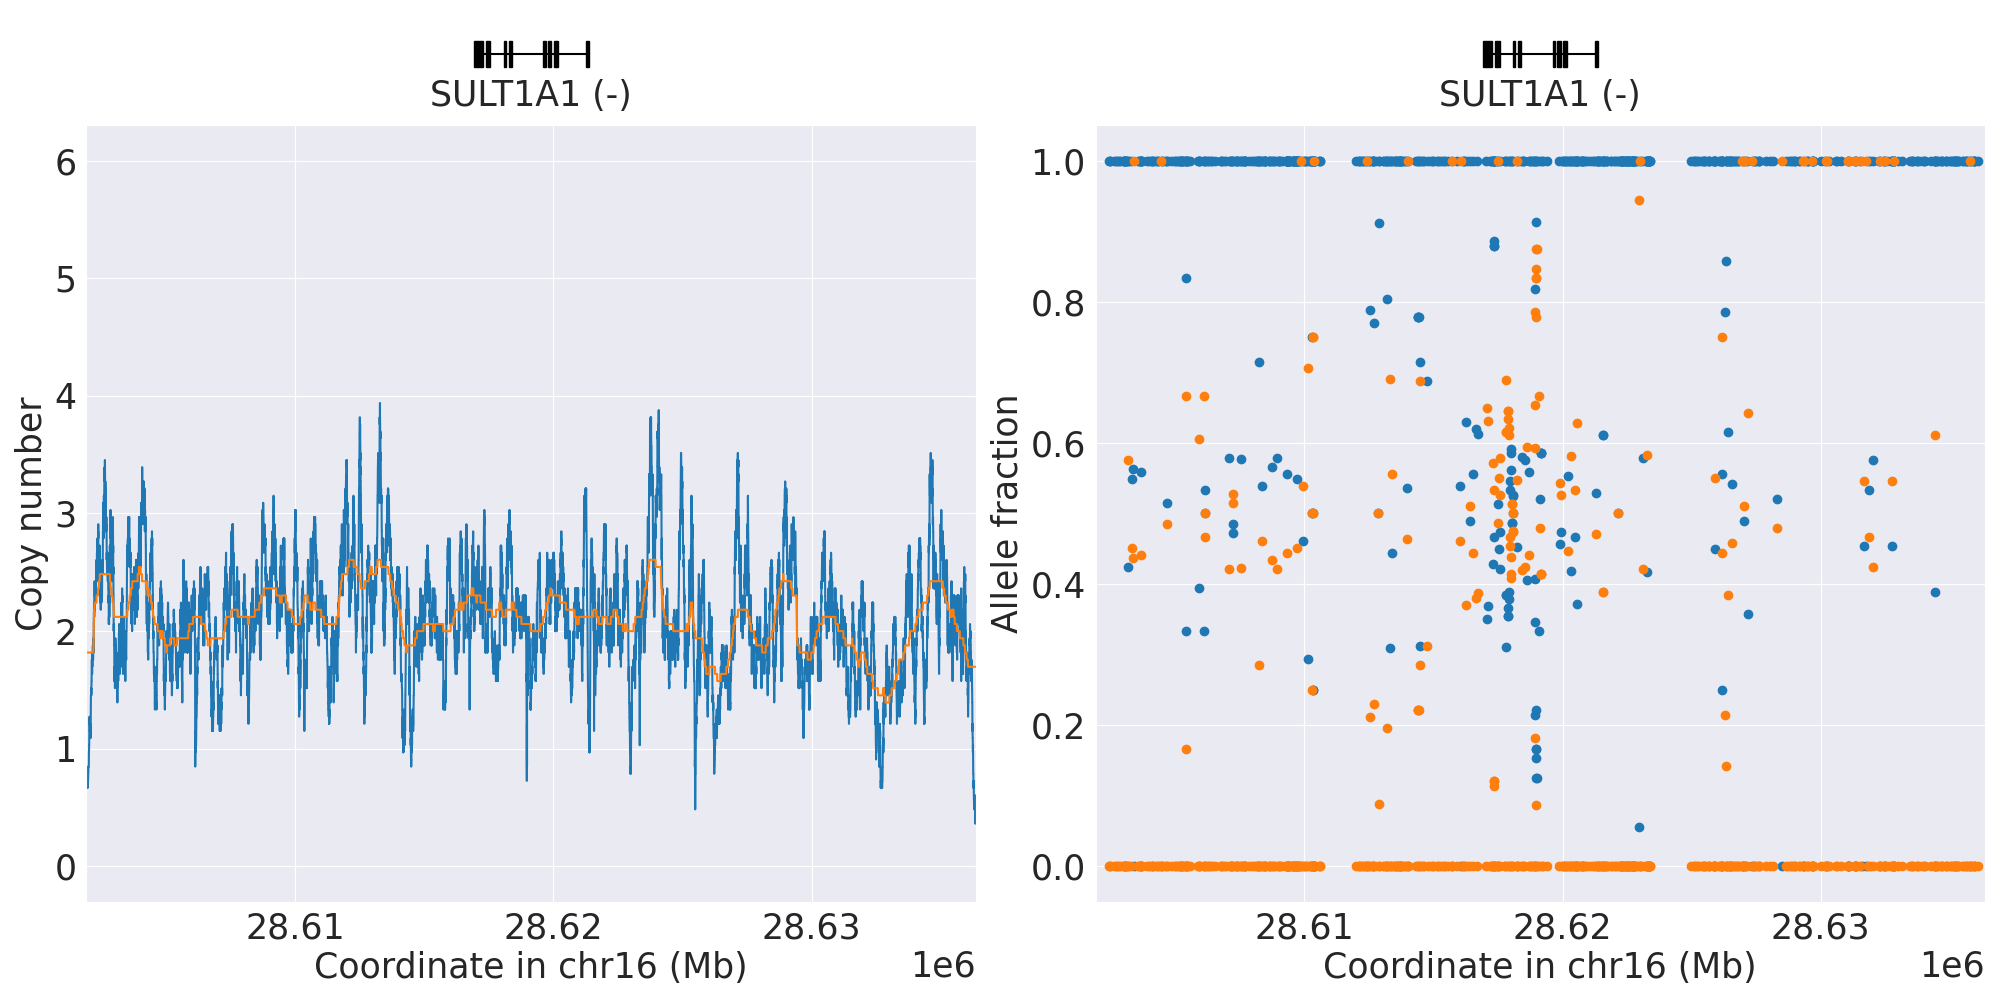 SULT1A1 (-)
Copy number
6
5
4
3
2
1
0
28.61
28.62
28.63
Coordinate in chr16 (Mb)
1e6
SULT1A1 (-)
Allele fraction
1.0
0.8
0.6
0.4
0.2
0.0
28.61
28.62
28.63
Coordinate in chr16 (Mb)
1e6